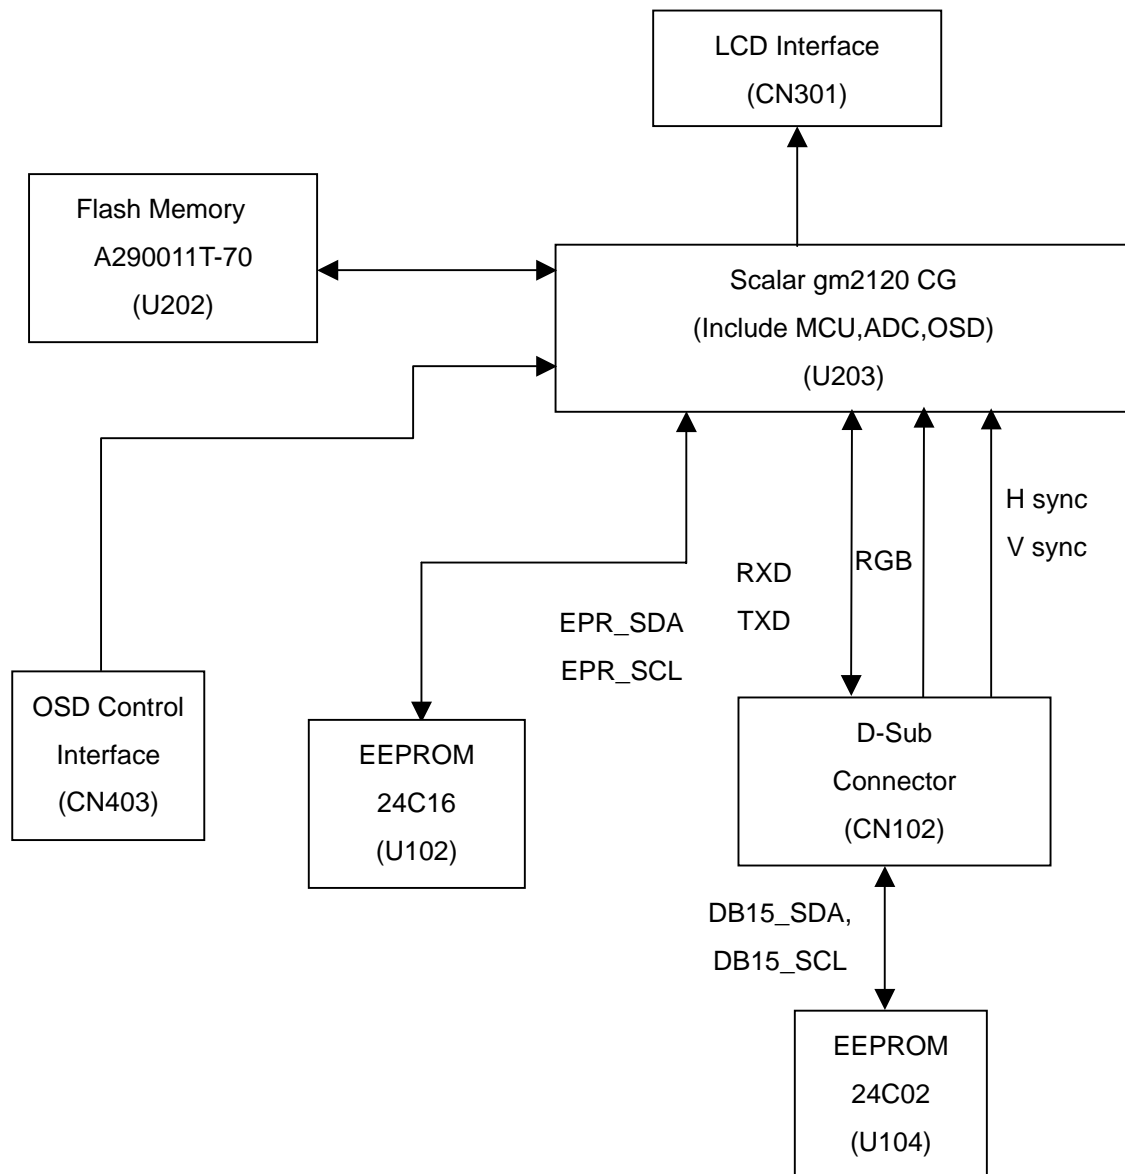 LCD Interface
(CN301)
Flash Memory
A290011T-70
(U202)
Scalar gm2120 CG
(Include MCU,ADC,OSD)
(U203)
H sync
V sync
RGB
RXD
TXD
EPR_SDA
EPR_SCL
OSD Control
Interface
(CN403)
EEPROM
24C16
(U102)
D-Sub
Connector
(CN102)
DB15_SDA,
DB15_SCL
EEPROM
24C02
(U104)